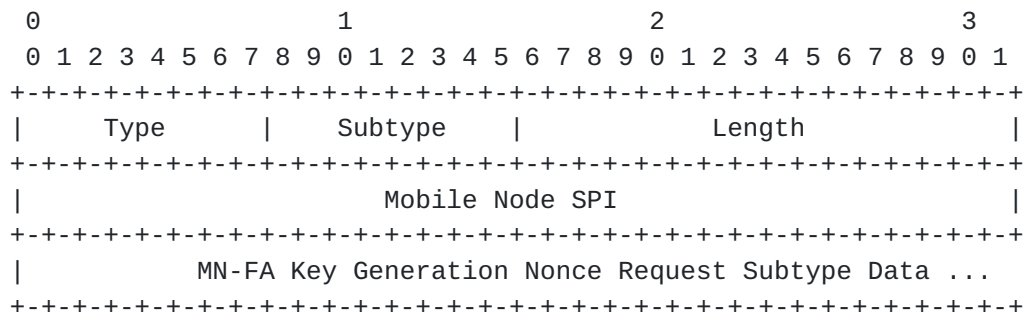 0                   1                   2                   3
 0 1 2 3 4 5 6 7 8 9 0 1 2 3 4 5 6 7 8 9 0 1 2 3 4 5 6 7 8 9 0 1
+-+-+-+-+-+-+-+-+-+-+-+-+-+-+-+-+-+-+-+-+-+-+-+-+-+-+-+-+-+-+-+-+
|     Type      |    Subtype    |            Length             |
+-+-+-+-+-+-+-+-+-+-+-+-+-+-+-+-+-+-+-+-+-+-+-+-+-+-+-+-+-+-+-+-+
|                       Mobile Node SPI                         |
+-+-+-+-+-+-+-+-+-+-+-+-+-+-+-+-+-+-+-+-+-+-+-+-+-+-+-+-+-+-+-+-+
|           MN-FA Key Generation Nonce Request Subtype Data ...
+-+-+-+-+-+-+-+-+-+-+-+-+-+-+-+-+-+-+-+-+-+-+-+-+-+-+-+-+-+-+-+-+